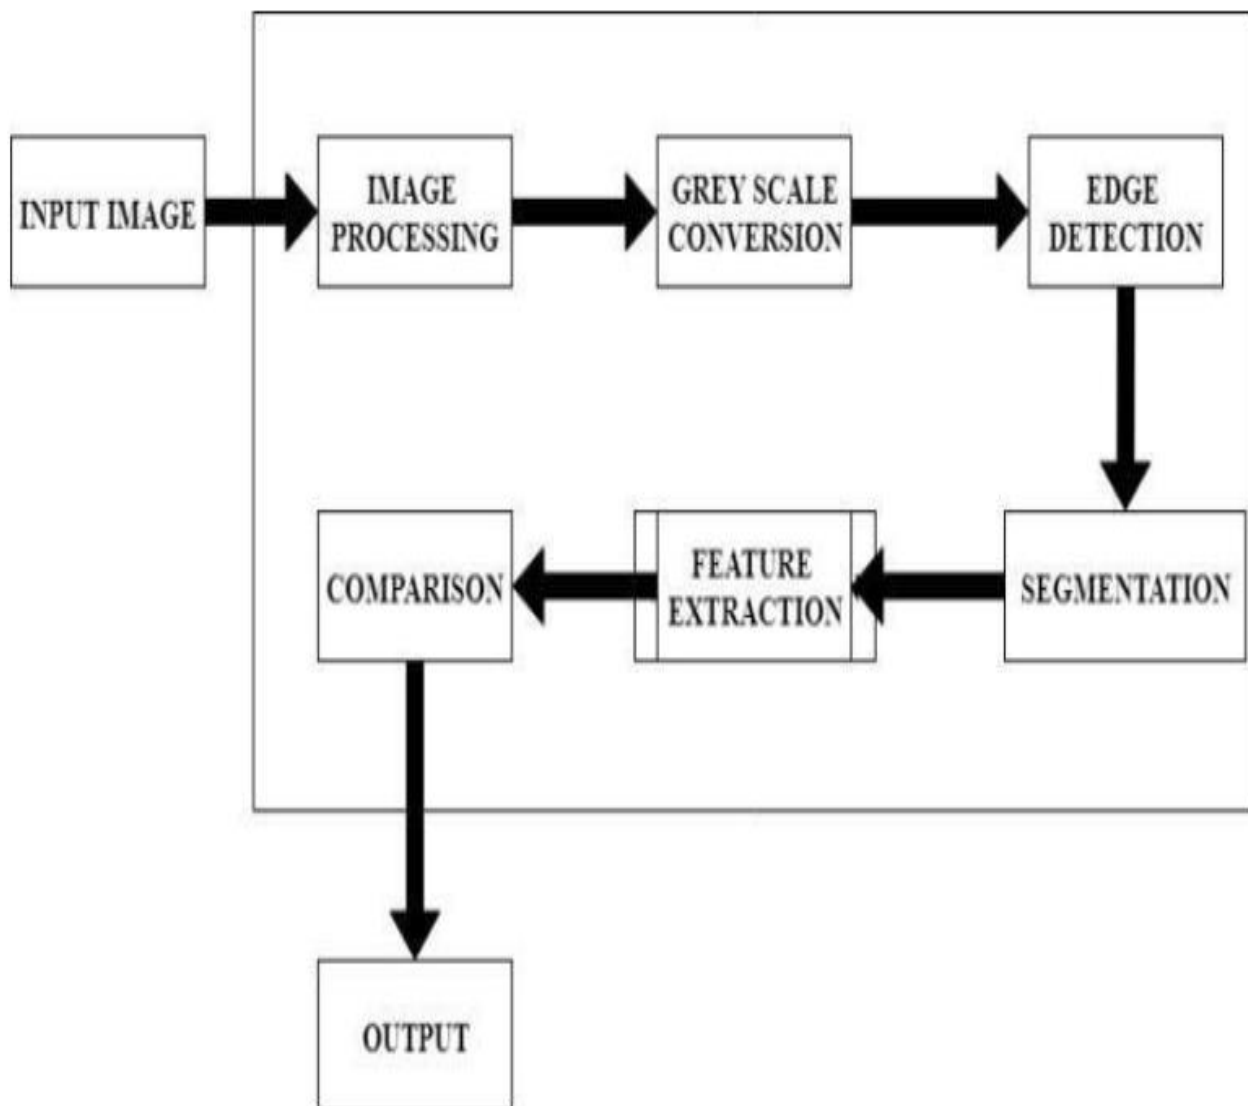 INPUT IMAGE
IMAGE
PROCESSING
GREY SCALE
CONVERSION
EDGE
DETECTION
SEGMENTATION
FEATURE
EXTRACTION
COMPARISON
OUTPUT